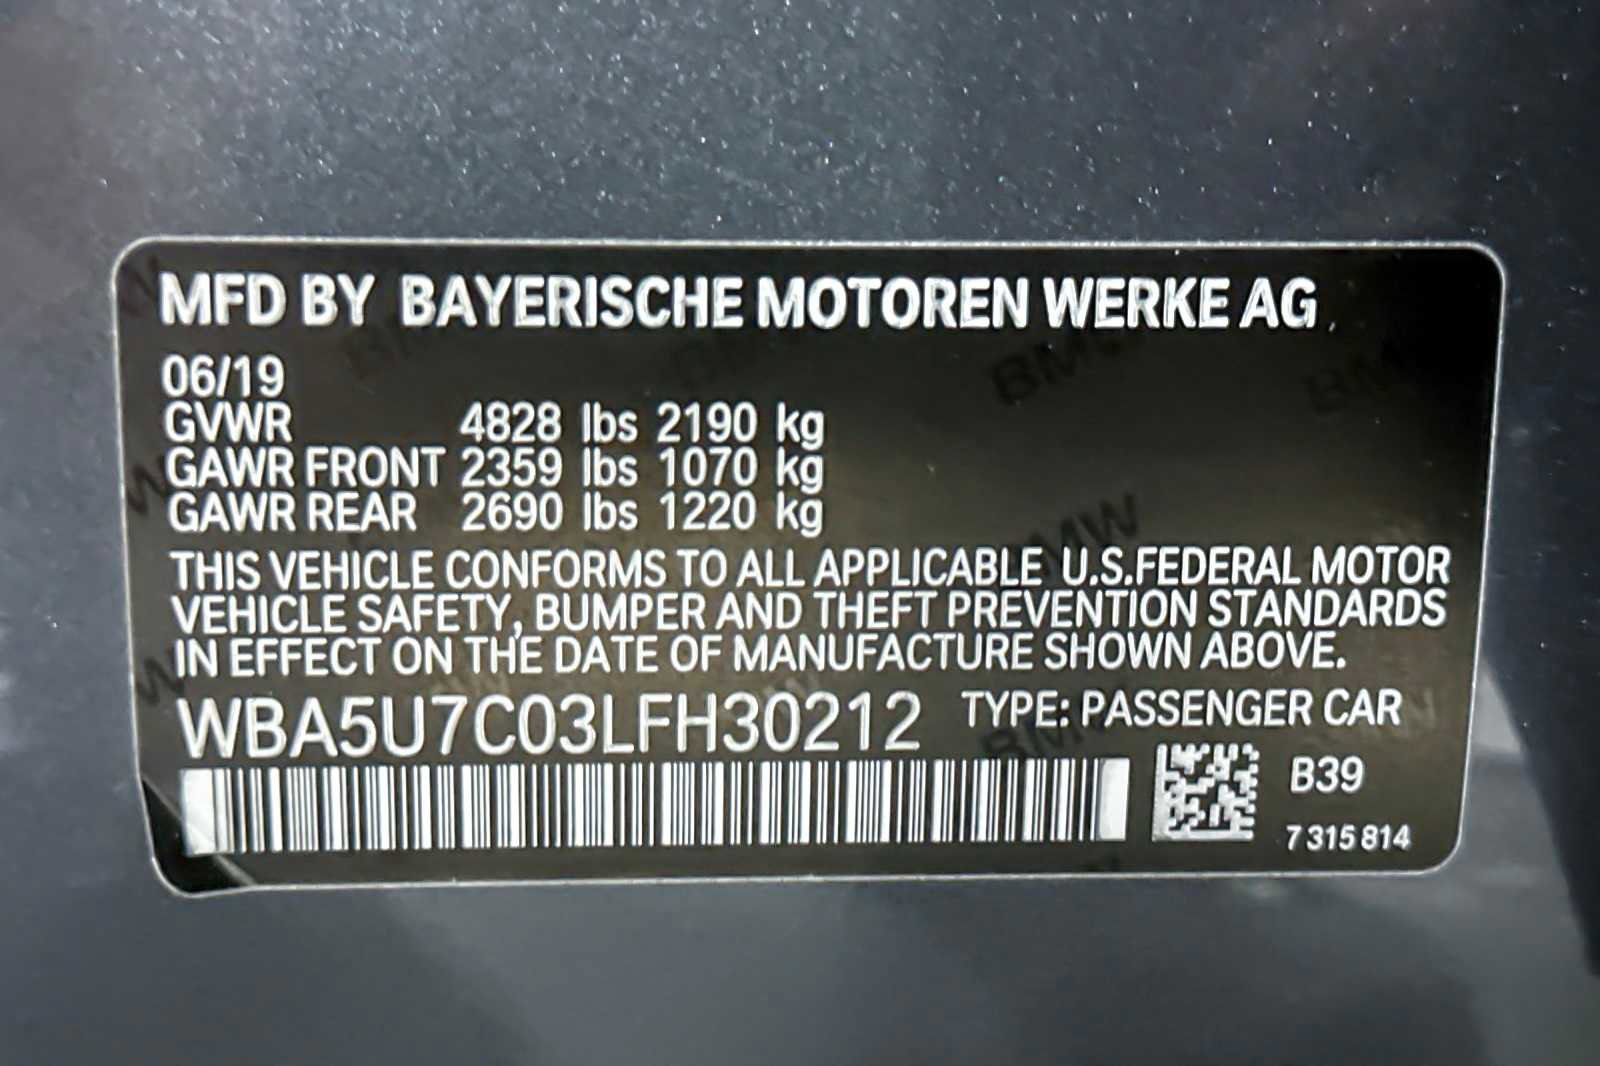 MFD BY BAYERISCHE MOTOREN WERKE AG
06/19
GVWR 4828 lbs 2190 kg
GAWR FRONT 2359 lbs 1070 kg
GAWR REAR 2690 lbs 1220 kg
THIS VEHICLE CONFORMS TO ALL APPLICABLE U.S.FEDERAL MOTOR
VEHICLE SAFETY, BUMPER AND THEFT PREVENTION STANDARDS
IN EFFECT ON THE DATE OF MANUFACTURE SHOWN ABOVE.
WBA5U7C03LFH30212 TYPE: PASSENGER CAR
B39
7 315 814